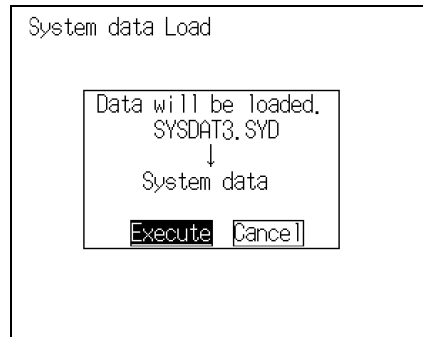 System data Load
Data will be loaded.
SYSDAT3.SYD
↓
System data
Execute Cancel